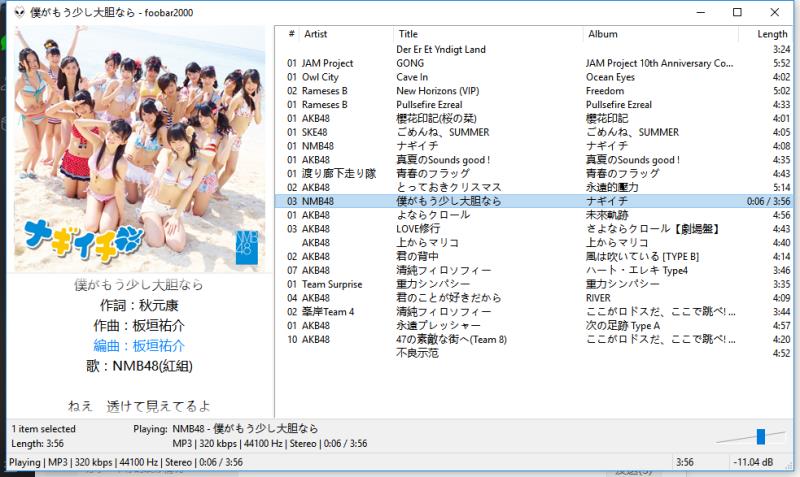 僕がもう少し大胆なら - foobar2000
# Artist Title Album Length
Der Er Et Yndigt Land 3:24
01 JAM Project GONG JAM Project 10th Anniversary Co... 5:52
01 Owl City Cave In Ocean Eyes 4:02
02 Rameses B New Horizons (VIP) Freedom 5:02
01 Rameses B Pullsfire Ezreal Pullsfire Ezreal 4:33
01 AKB48 櫻花印記(桜の栞) 櫻花印記 4:01
01 SKE48 ごめんね、SUMMER ごめんね、SUMMER 4:05
01 NMB48 ナギイチ ナギイチ 4:08
01 AKB48 真夏のSounds good ! 真夏のSounds good ! 4:35
01 渡り廊下走り隊 青春のフラッグ 青春のフラッグ 4:43
02 AKB48 とっておきクリスマス 永遠的壓力 5:14
03 NMB48 僕がもう少し大胆なら ナギイチ 0:06 / 3:56
01 AKB48 よならクロール 未來軌跡 4:56
03 AKB48 LOVE修行 さよならクロール【劇場盤】 4:03
AKB48 上からマリコ 上からマリコ 4:40
02 AKB48 君の背中 風は吹いている [TYPE B] 4:14
07 AKB48 清純フィロソフィー ハート・エレキ Type4 3:46
01 Team Surprise 重力シンパシー 重力シンパシー 3:35
04 AKB48 君のことが好きだから RIVER 4:09
02 峯岸Team 4 清純フィロソフィー ここがロドスだ、ここで跳べ! ... 3:44
01 AKB48 永遠プレッシャー 次の足跡 Type A 4:57
10 AKB48 47の素敵な街へ(Team 8) ここがロドスだ、ここで跳べ! ... 4:57
不良示范 4:52
ナギイチ
NMB
48
僕がもう少し大胆なら
作詞：秋元康
作曲：板垣祐介
編曲：板垣祐介
歌：NMB48(紅組)
ねえ 透けて見えてるよ
1 item selected Playing: NMB48 - 僕がもう少し大胆なら
Length: 3:56 MP3 | 320 kbps | 44100 Hz | Stereo | 0:06 / 3:56
Playing | MP3 | 320 kbps | 44100 Hz | Stereo | 0:06 / 3:56 3:56 -11.04 dB